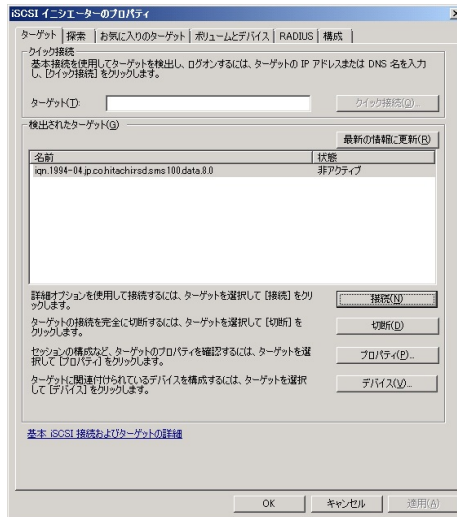 iSCSI イニシエーターのプロパティ
ターゲット 探索 お気に入りのターゲット ボリュームとデバイス RADIUS 構成
クイック接続
基本接続を使用してターゲットを検出し、ログオンするには、ターゲットの IP アドレスまたは DNS 名を入力
し、[クイック接続] をクリックします。
ターゲット(T): クイック接続(Q)...
検出されたターゲット(G)
最新の情報に更新(R)
名前 状態
iqn.1994-04.jp.co.hitachi:rsd.sms100.data.8.0 非アクティブ
詳細オプションを使用して接続するには、ターゲットを選択して [接続] をクリ
ックします。
接続(N)
ターゲットの接続を完全に切断するには、ターゲットを選択して [切断] を
クリックします。
切断(D)
セッションの構成など、ターゲットのプロパティを確認するには、ターゲットを選
択して [プロパティ] をクリックします。
プロパティ(P)...
ターゲットに関連付けられているデバイスを構成するには、ターゲットを選択
して [デバイス] をクリックします。
デバイス(V)...
基本 iSCSI 接続およびターゲットの詳細
OK キャンセル 適用(A)